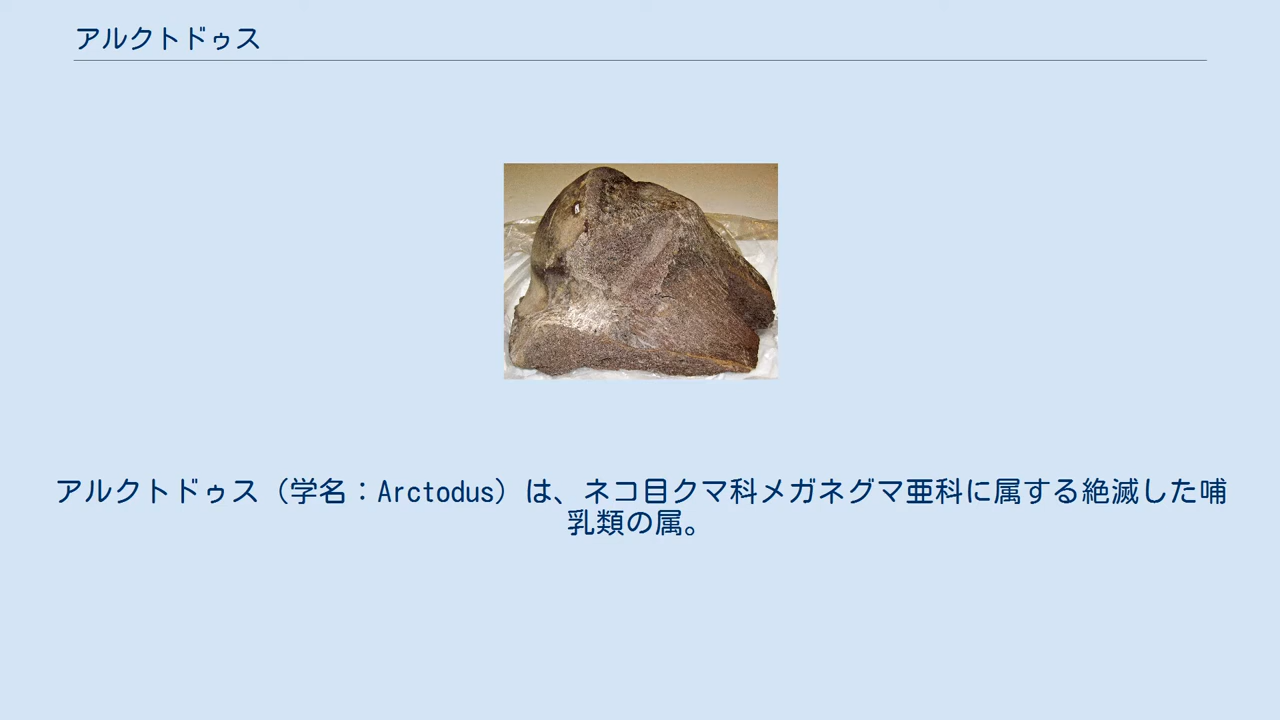 アルクトドゥス
アルクトドゥス（学名：Arctodus）は、ネコ目クマ科メガネグマ亜科に属する絶滅した哺
乳類の属。